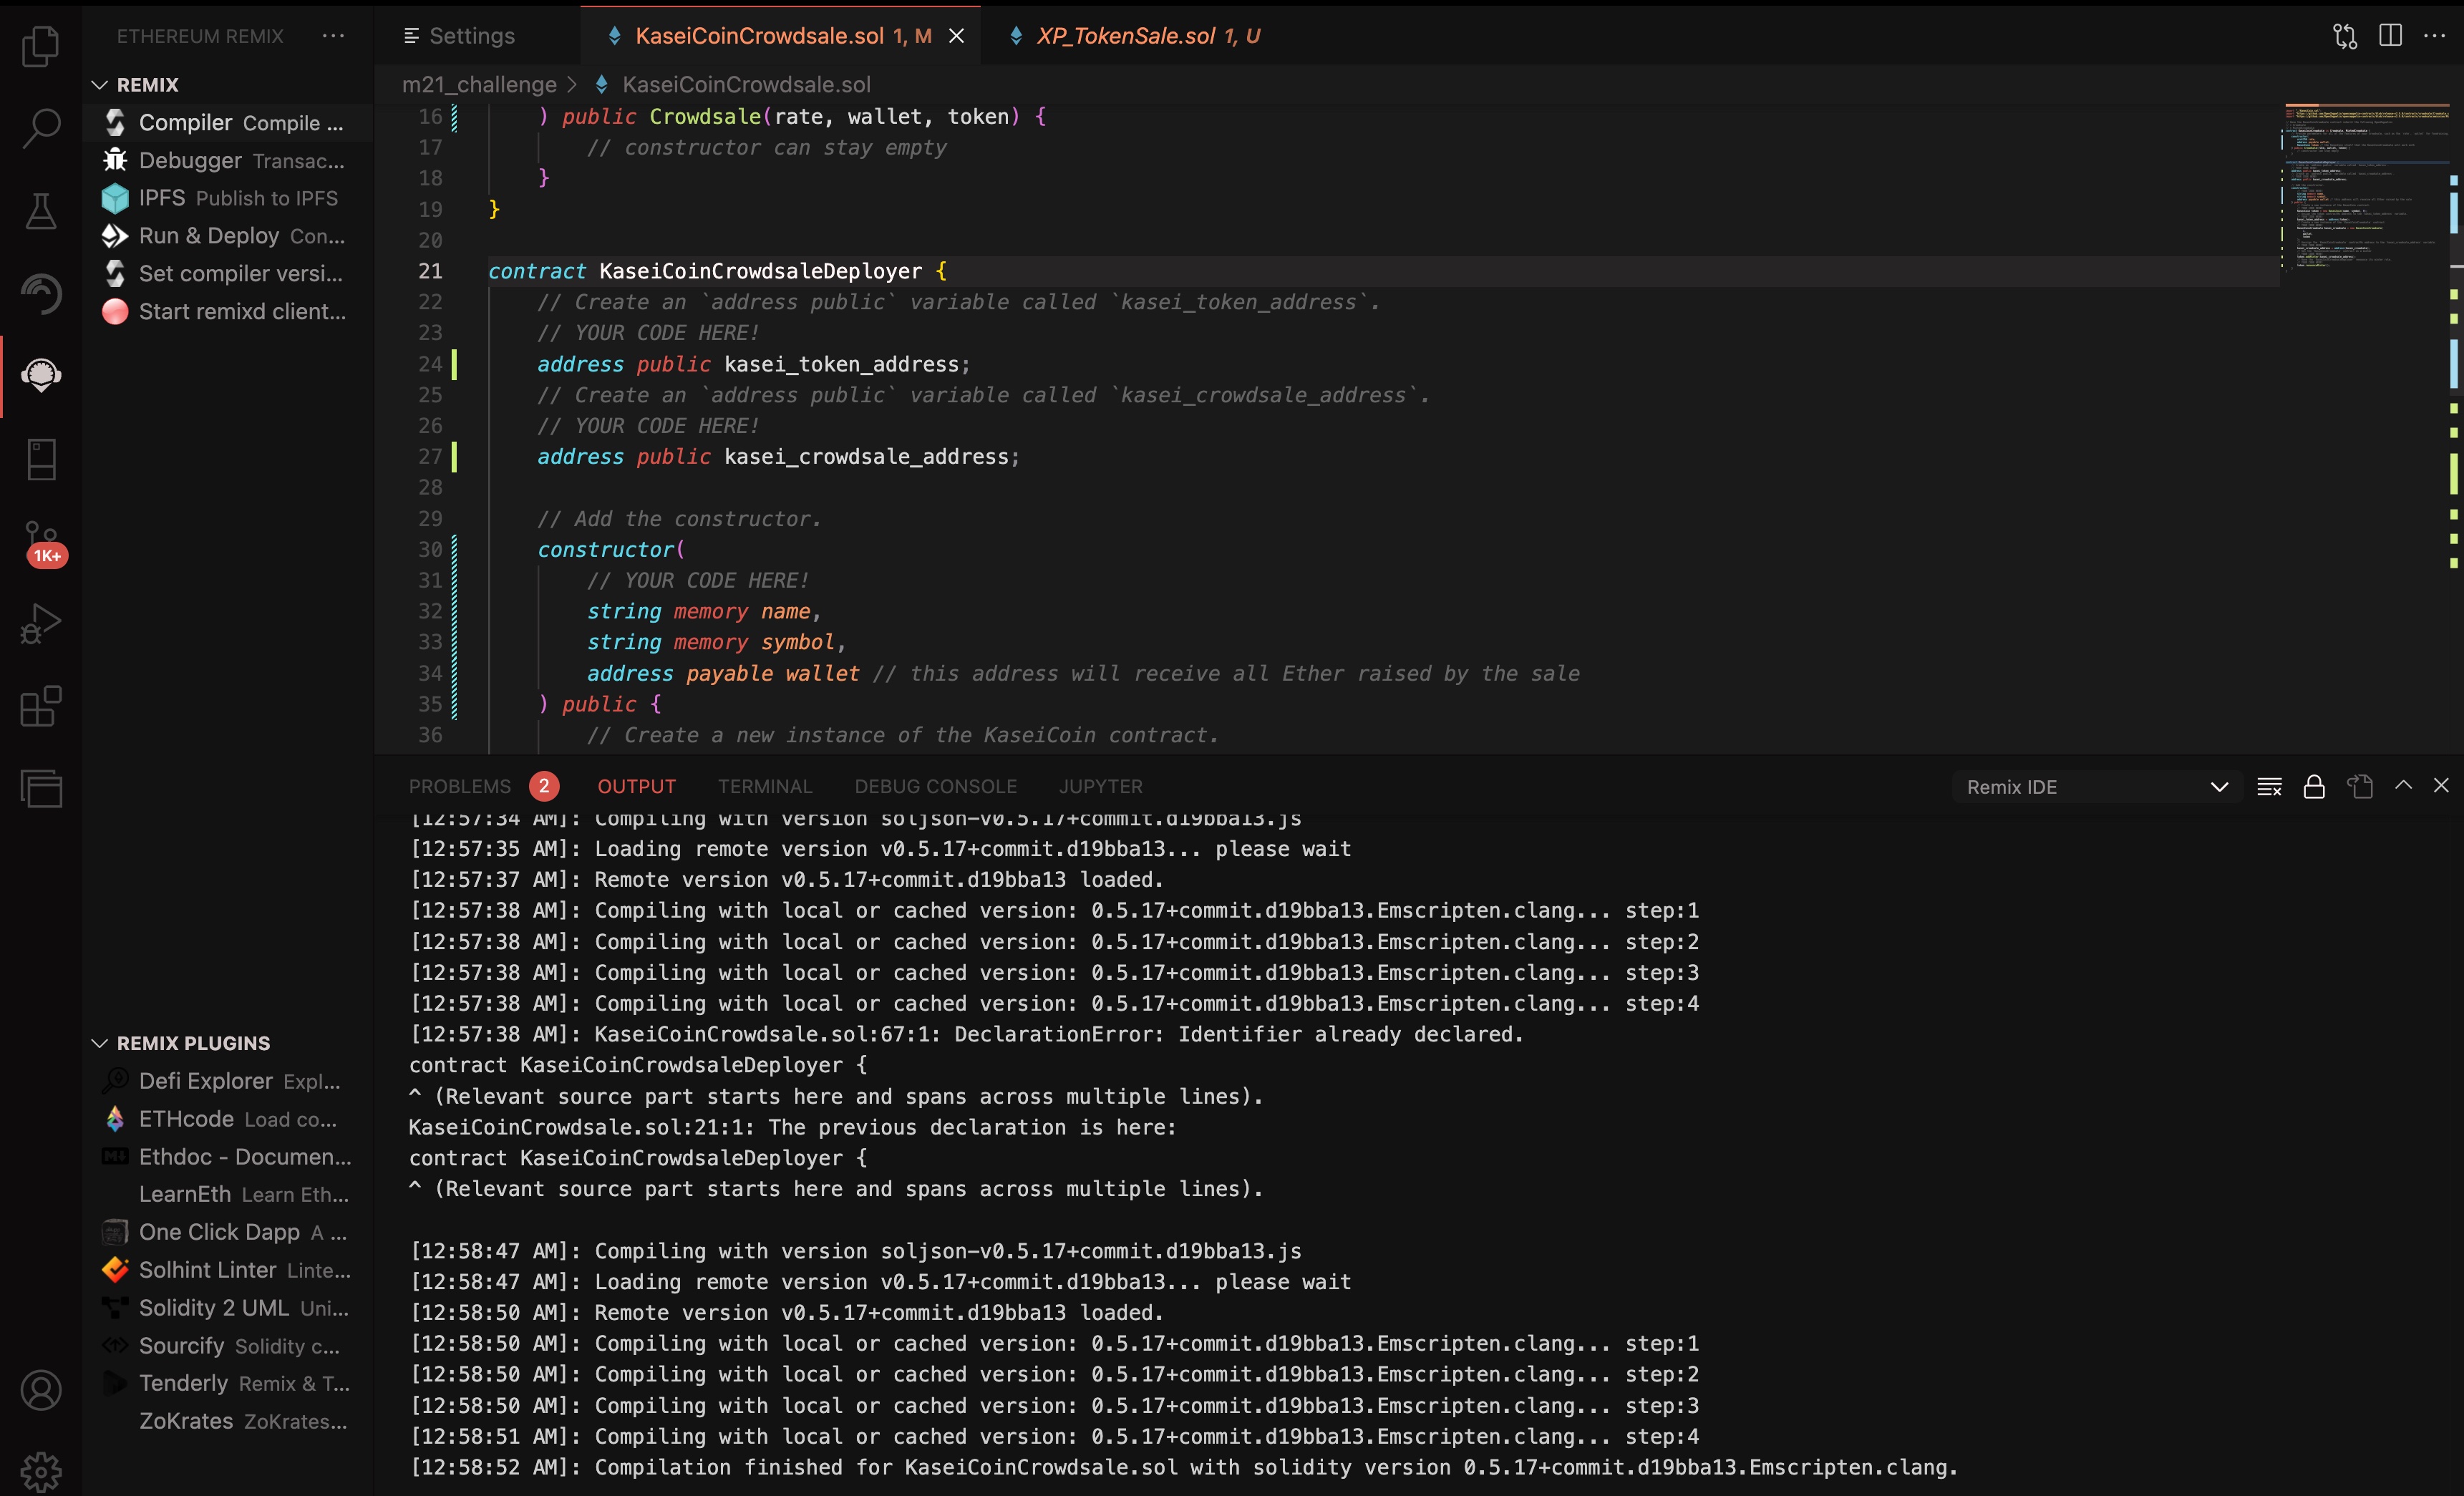 ETHEREUM REMIX ...
REMIX
Compiler Compile ...
Debugger Transac...
IPFS Publish to IPFS
Run & Deploy Con...
Set compiler versi...
Start remixd client...
1K+
REMIX PLUGINS
Defi Explorer Expl...
ETHcode Load co...
Ethdoc - Documen...
LearnEth Learn Eth...
One Click Dapp A ...
Solhint Linter Linte...
Solidity 2 UML Uni...
Sourcify Solidity c...
Tenderly Remix & T...
ZoKrates ZoKrates...
Settings
KaseiCoinCrowdsale.sol 1, M
XP_TokenSale.sol 1, U
m21_challenge > KaseiCoinCrowdsale.sol
16 ) public Crowdsale(rate, wallet, token) {
17 // constructor can stay empty
18 }
19 }
20
21 contract KaseiCoinCrowdsaleDeployer {
22 // Create an `address public` variable called `kasei_token_address`.
23 // YOUR CODE HERE!
24 address public kasei_token_address;
25 // Create an `address public` variable called `kasei_crowdsale_address`.
26 // YOUR CODE HERE!
27 address public kasei_crowdsale_address;
28
29 // Add the constructor.
30 constructor(
31 // YOUR CODE HERE!
32 string memory name,
33 string memory symbol,
34 address payable wallet // this address will receive all Ether raised by the sale
35 ) public {
36 // Create a new instance of the KaseiCoin contract.
PROBLEMS 2 OUTPUT TERMINAL DEBUG CONSOLE JUPYTER Remix IDE
[12:57:34 AM]: Compiling with version soljson-v0.5.17+commit.d19bba13.js
[12:57:35 AM]: Loading remote version v0.5.17+commit.d19bba13... please wait
[12:57:37 AM]: Remote version v0.5.17+commit.d19bba13 loaded.
[12:57:38 AM]: Compiling with local or cached version: 0.5.17+commit.d19bba13.Emscripten.clang... step:1
[12:57:38 AM]: Compiling with local or cached version: 0.5.17+commit.d19bba13.Emscripten.clang... step:2
[12:57:38 AM]: Compiling with local or cached version: 0.5.17+commit.d19bba13.Emscripten.clang... step:3
[12:57:38 AM]: Compiling with local or cached version: 0.5.17+commit.d19bba13.Emscripten.clang... step:4
[12:57:38 AM]: KaseiCoinCrowdsale.sol:67:1: DeclarationError: Identifier already declared.
contract KaseiCoinCrowdsaleDeployer {
^ (Relevant source part starts here and spans across multiple lines).
KaseiCoinCrowdsale.sol:21:1: The previous declaration is here:
contract KaseiCoinCrowdsaleDeployer {
^ (Relevant source part starts here and spans across multiple lines).
[12:58:47 AM]: Compiling with version soljson-v0.5.17+commit.d19bba13.js
[12:58:47 AM]: Loading remote version v0.5.17+commit.d19bba13... please wait
[12:58:50 AM]: Remote version v0.5.17+commit.d19bba13 loaded.
[12:58:50 AM]: Compiling with local or cached version: 0.5.17+commit.d19bba13.Emscripten.clang... step:1
[12:58:50 AM]: Compiling with local or cached version: 0.5.17+commit.d19bba13.Emscripten.clang... step:2
[12:58:50 AM]: Compiling with local or cached version: 0.5.17+commit.d19bba13.Emscripten.clang... step:3
[12:58:51 AM]: Compiling with local or cached version: 0.5.17+commit.d19bba13.Emscripten.clang... step:4
[12:58:52 AM]: Compilation finished for KaseiCoinCrowdsale.sol with solidity version 0.5.17+commit.d19bba13.Emscripten.clang.